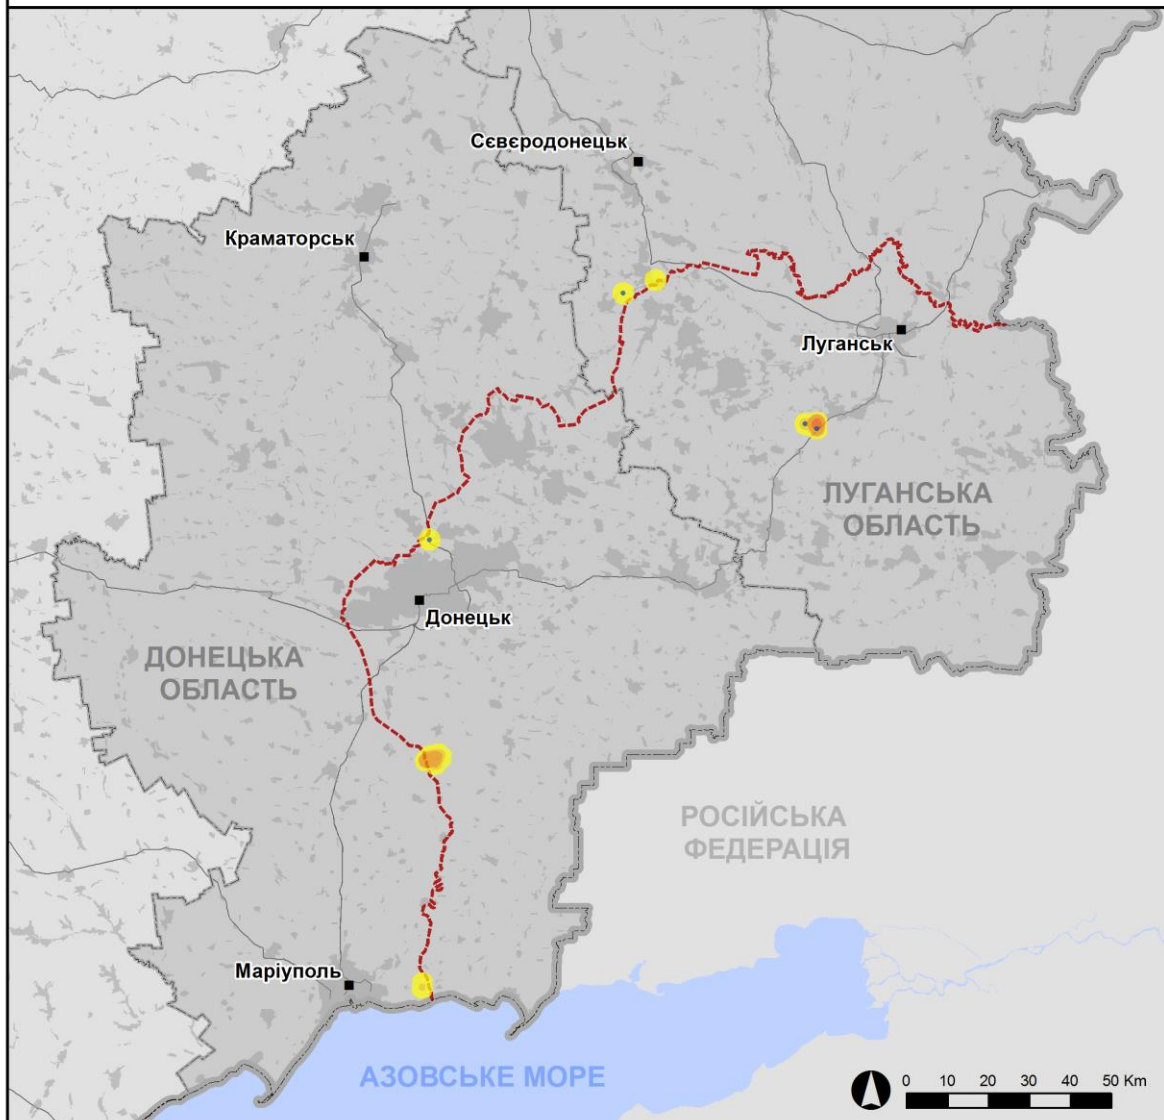 Сєвєродонецьк
Краматорськ
Луганськ
ЛУГАНСЬКА
ОБЛАСТЬ
Донецьк
ДОНЕЦЬКА
ОБЛАСТЬ
РОСІЙСЬКА
ФЕДЕРАЦІЯ
Маріуполь
АЗОВСЬКЕ МОРЕ
0 10 20 30 40 50 Km